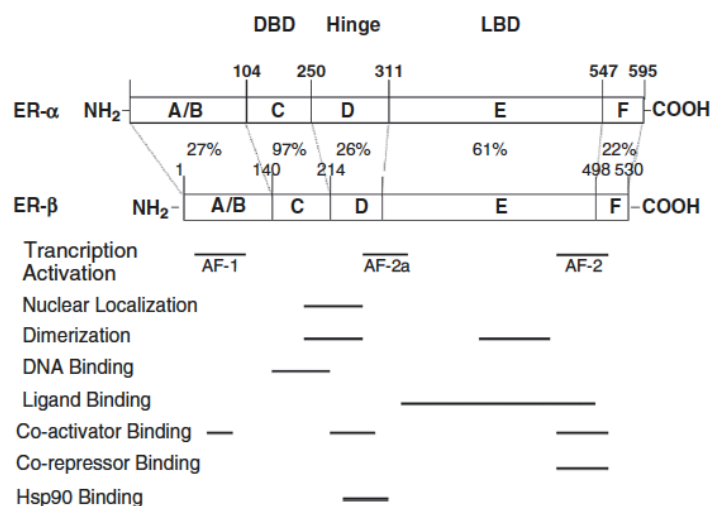 DBD Hinge LBD
104 250 311 547 595
ER-α NH2 A/B C D E F COOH
27% 97% 26% 61% 22%
1 140 214 498 530
ER-β NH2 A/B C D E F COOH
Trancription
Activation
AF-1 AF-2a AF-2
Nuclear Localization
Dimerization
DNA Binding
Ligand Binding
Co-activator Binding
Co-repressor Binding
Hsp90 Binding